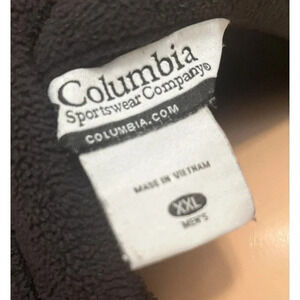 Columbia
Sportswear Company®
COLUMBIA.COM
MADE IN VIETNAM
XXL
MEN'S